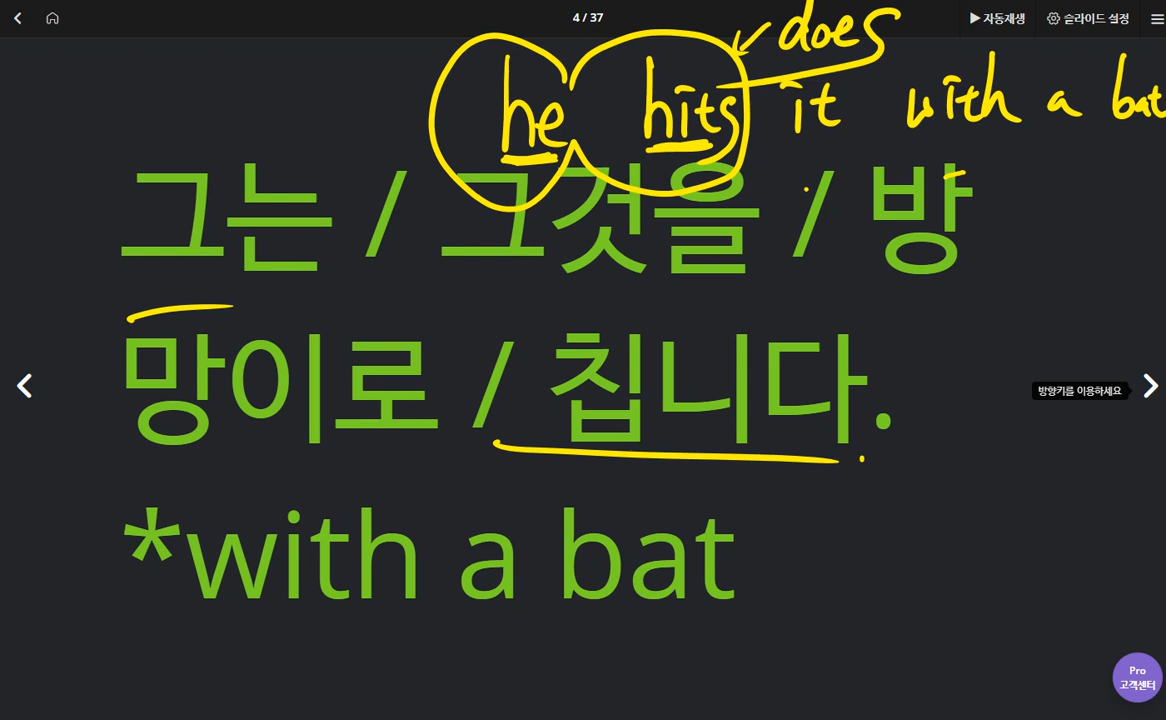 4 / 37
▶ 자동재생
슬라이드 설정
does
he hits it with a bat
그는 / 그것을 / 방
망이로 / 칩니다.
방향키를 이용하세요
*with a bat
Pro
고객센터